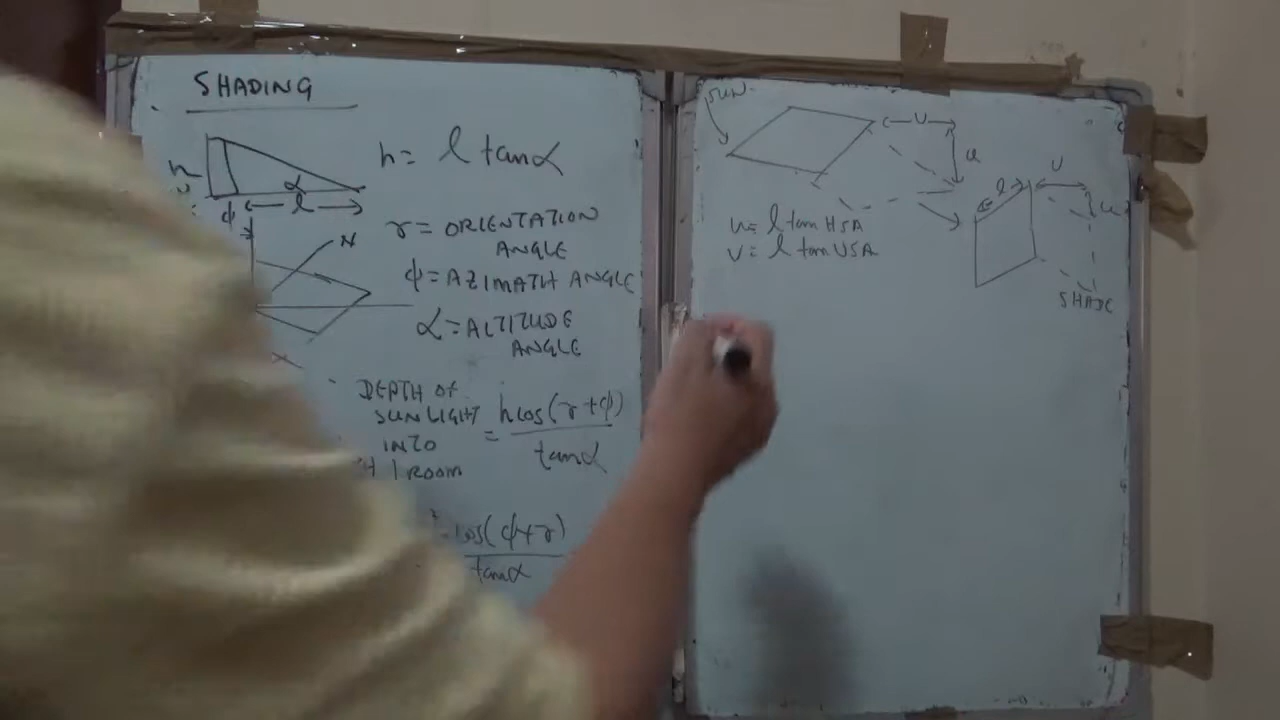 SHADING
h
h = l tanα
α
φ
l
N
γ = ORIENTATION
ANGLE
φ = AZIMATH ANGLE
α = ALTITUDE
ANGLE
DEPTH OF
SUNLIGHT
INTO
ROOM
= hcos(γ+φ)
tanα
cos(φ+γ)
tanα
SUN
U
u
u = l tan HSA
v = l tan VSA
l
U
u
SHADE